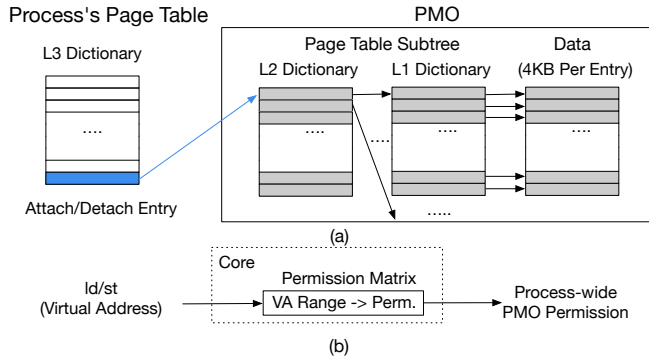 Process's Page Table
PMO
L3 Dictionary
Page Table Subtree
Data
L2 Dictionary
L1 Dictionary
(4KB Per Entry)
....
....
....
....
....
Attach/Detach Entry
.....
(a)
Core
ld/st
(Virtual Address)
Permission Matrix
VA Range -> Perm.
Process-wide
PMO Permission
(b)